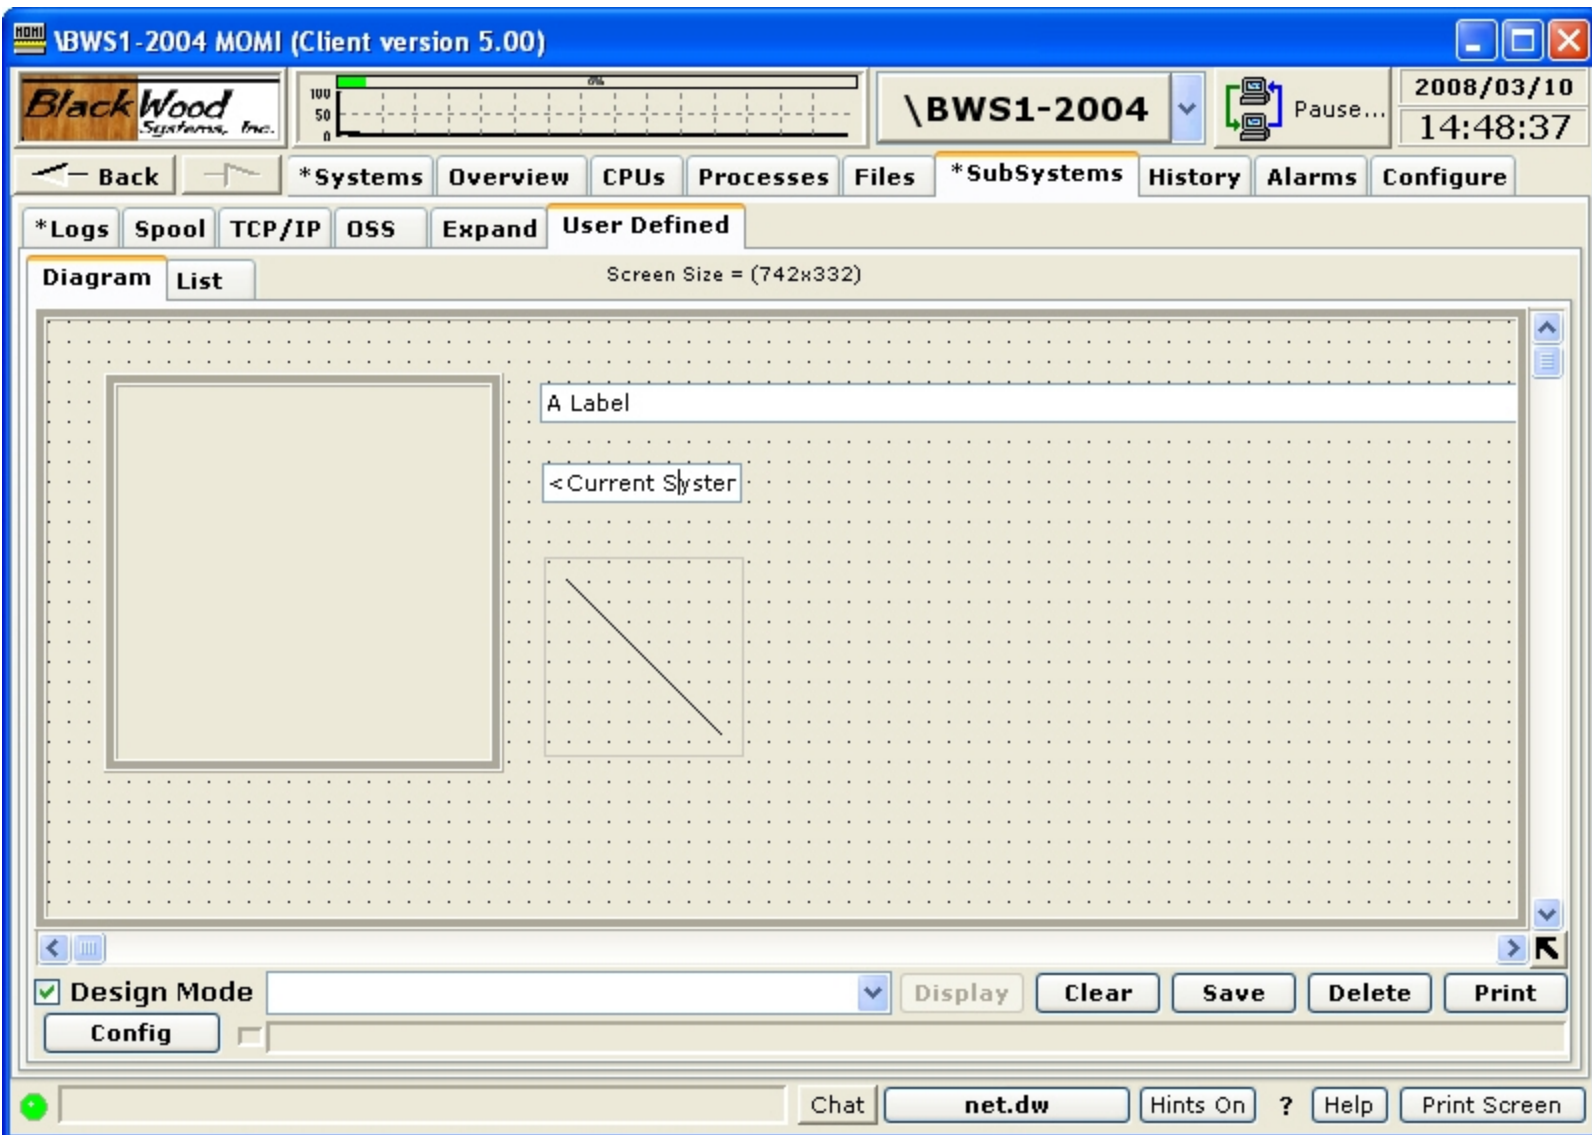 MOMI \BWS1-2004 MOMI (Client version 5.00)
BlackWood Systems, Inc.
100
50
0
0%
\BWS1-2004
Pause...
2008/03/10
14:48:37
Back
*Systems Overview CPUs Processes Files *SubSystems History Alarms Configure
*Logs Spool TCP/IP OSS Expand User Defined
Diagram List Screen Size = (742x332)
A Label
<Current Syster
Design Mode Display Clear Save Delete Print
Config
Chat net.dw Hints On ? Help Print Screen